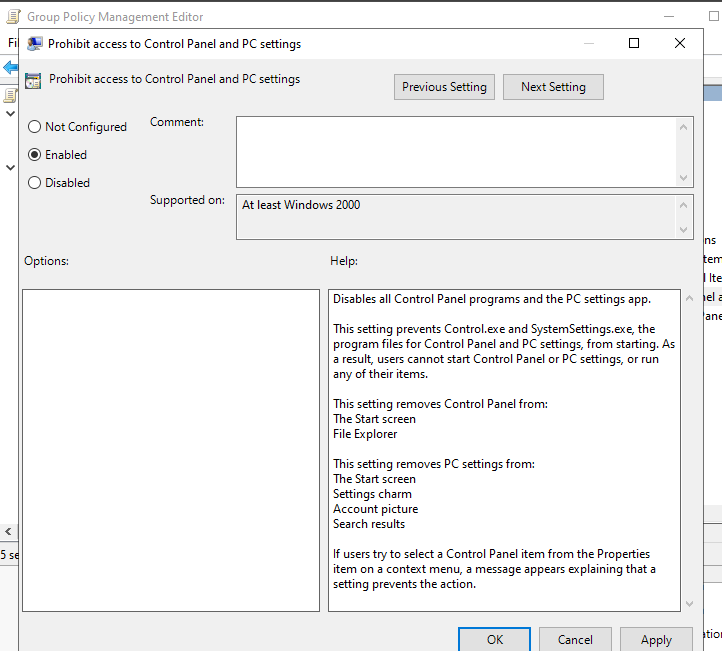 Group Policy Management Editor
Fi
Prohibit access to Control Panel and PC settings
Prohibit access to Control Panel and PC settings
Previous Setting
Next Setting
Not Configured
Enabled
Disabled
Comment:
Supported on:
At least Windows 2000
Options:
Help:
Disables all Control Panel programs and the PC settings app.
This setting prevents Control.exe and SystemSettings.exe, the
program files for Control Panel and PC settings, from starting. As
a result, users cannot start Control Panel or PC settings, or run
any of their items.
This setting removes Control Panel from:
The Start screen
File Explorer
This setting removes PC settings from:
The Start screen
Settings charm
Account picture
Search results
If users try to select a Control Panel item from the Properties
item on a context menu, a message appears explaining that a
setting prevents the action.
ns
tem
l Ite
nel a
Pane
5 se
OK
Cancel
Apply
ation